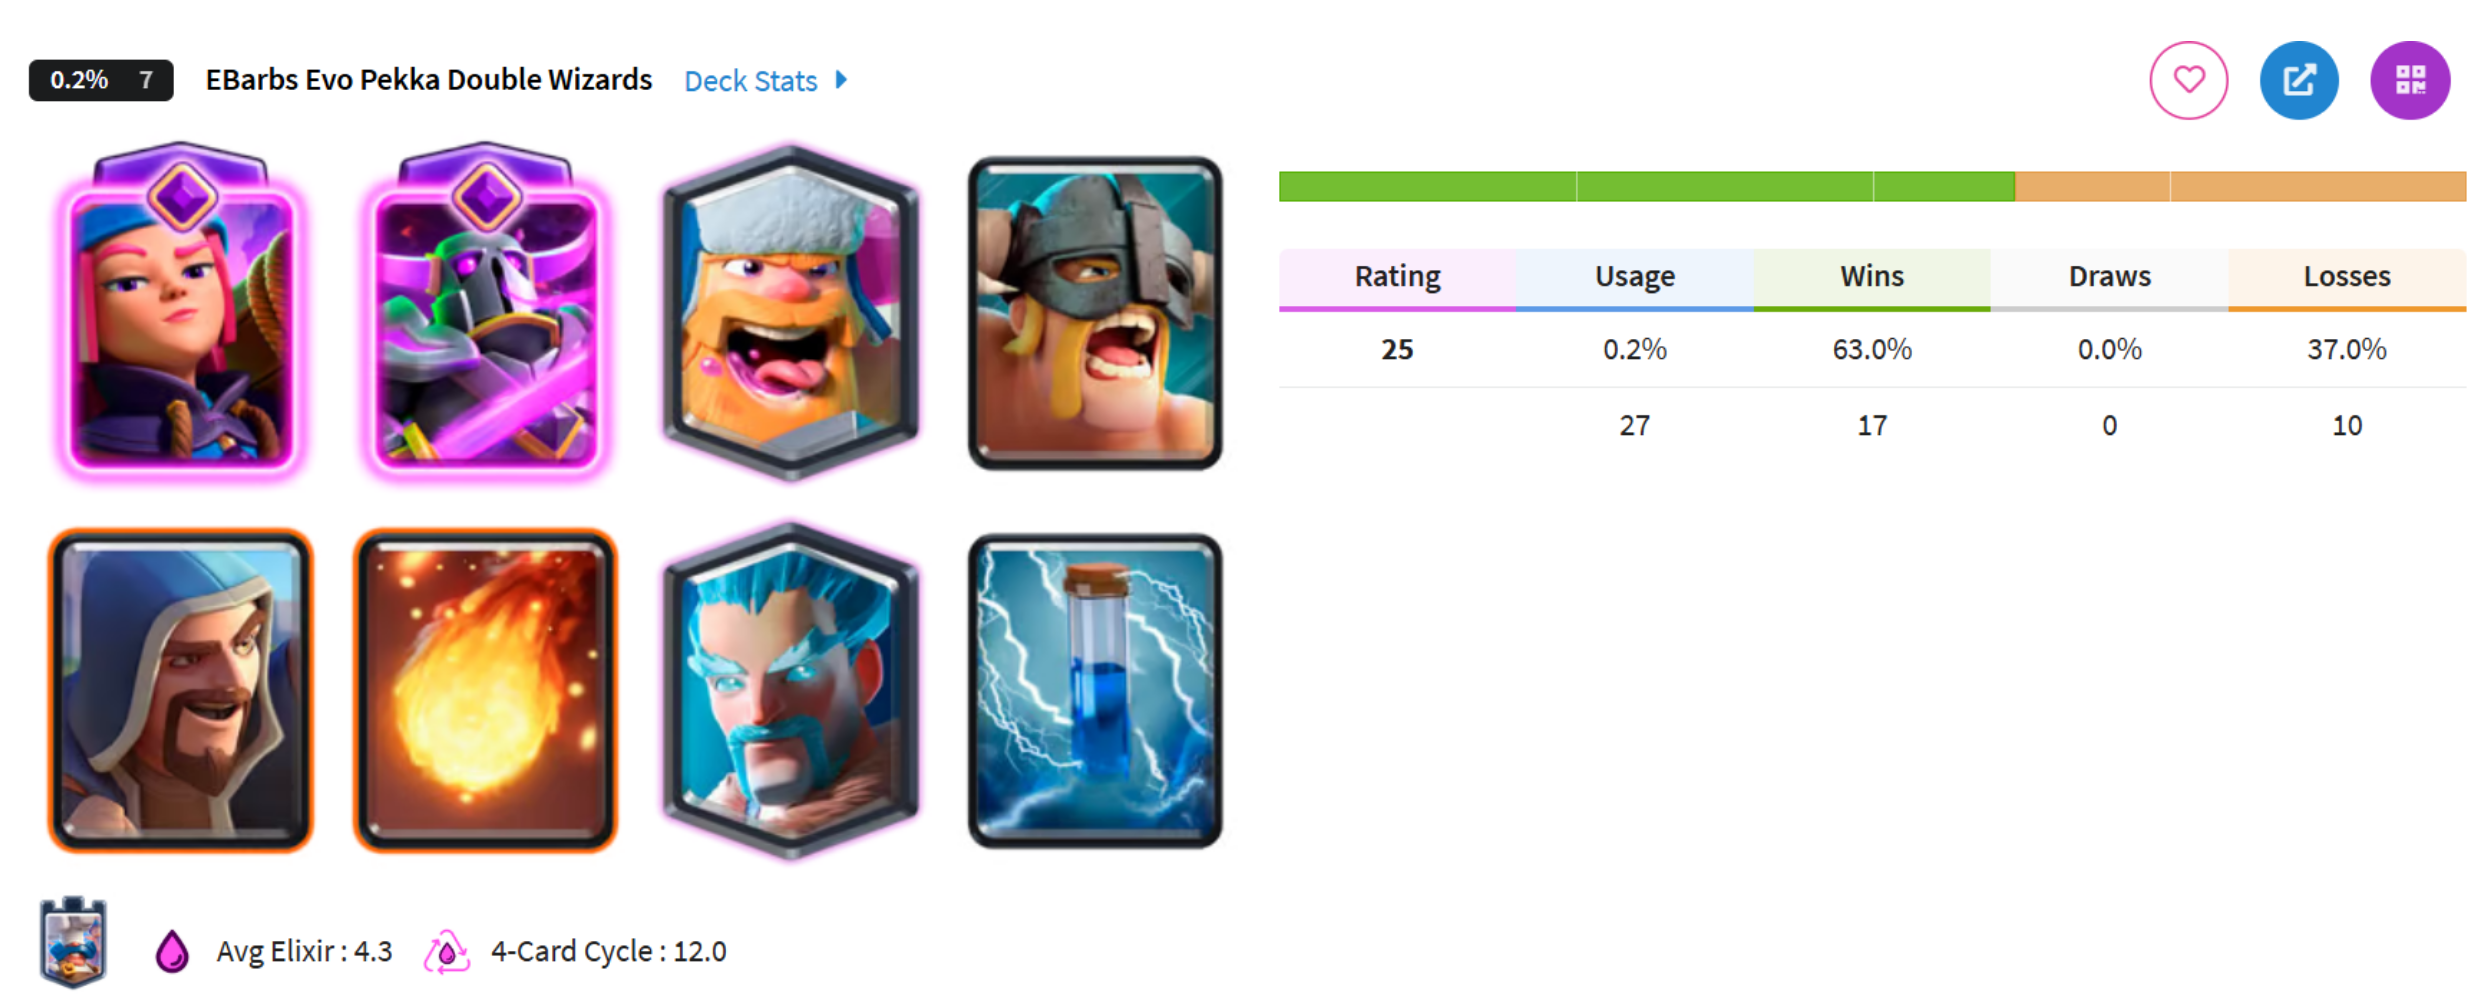 0.2% 7 EBarbs Evo Pekka Double Wizards Deck Stats
Rating Usage Wins Draws Losses
25 0.2% 63.0% 0.0% 37.0%
27 17 0 10
Avg Elixir : 4.3 4-Card Cycle : 12.0